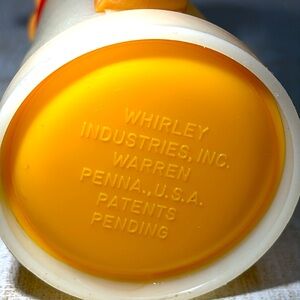 WHIRLEY
INDUSTRIES, INC.
WARREN
PENNA., U.S.A.
PATENTS
PENDING